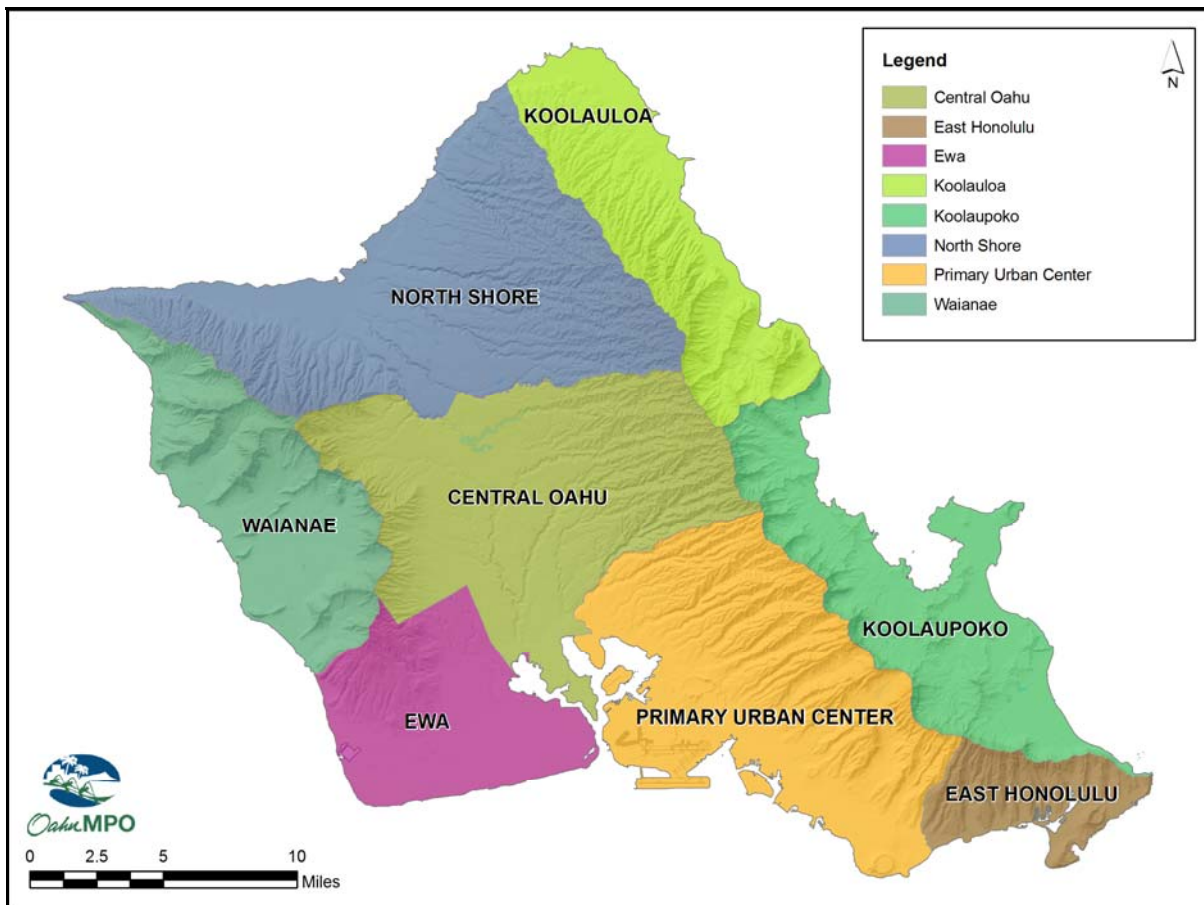 Legend
N
Central Oahu
East Honolulu
Ewa
Koolauloa
Koolaupoko
North Shore
Primary Urban Center
Waianae
KOOLAULOA
NORTH SHORE
CENTRAL OAHU
WAIANAE
KOOLAUPOKO
EWA
PRIMARY URBAN CENTER
EAST HONOLULU
OahuMPO
0 2.5 5 10
Miles